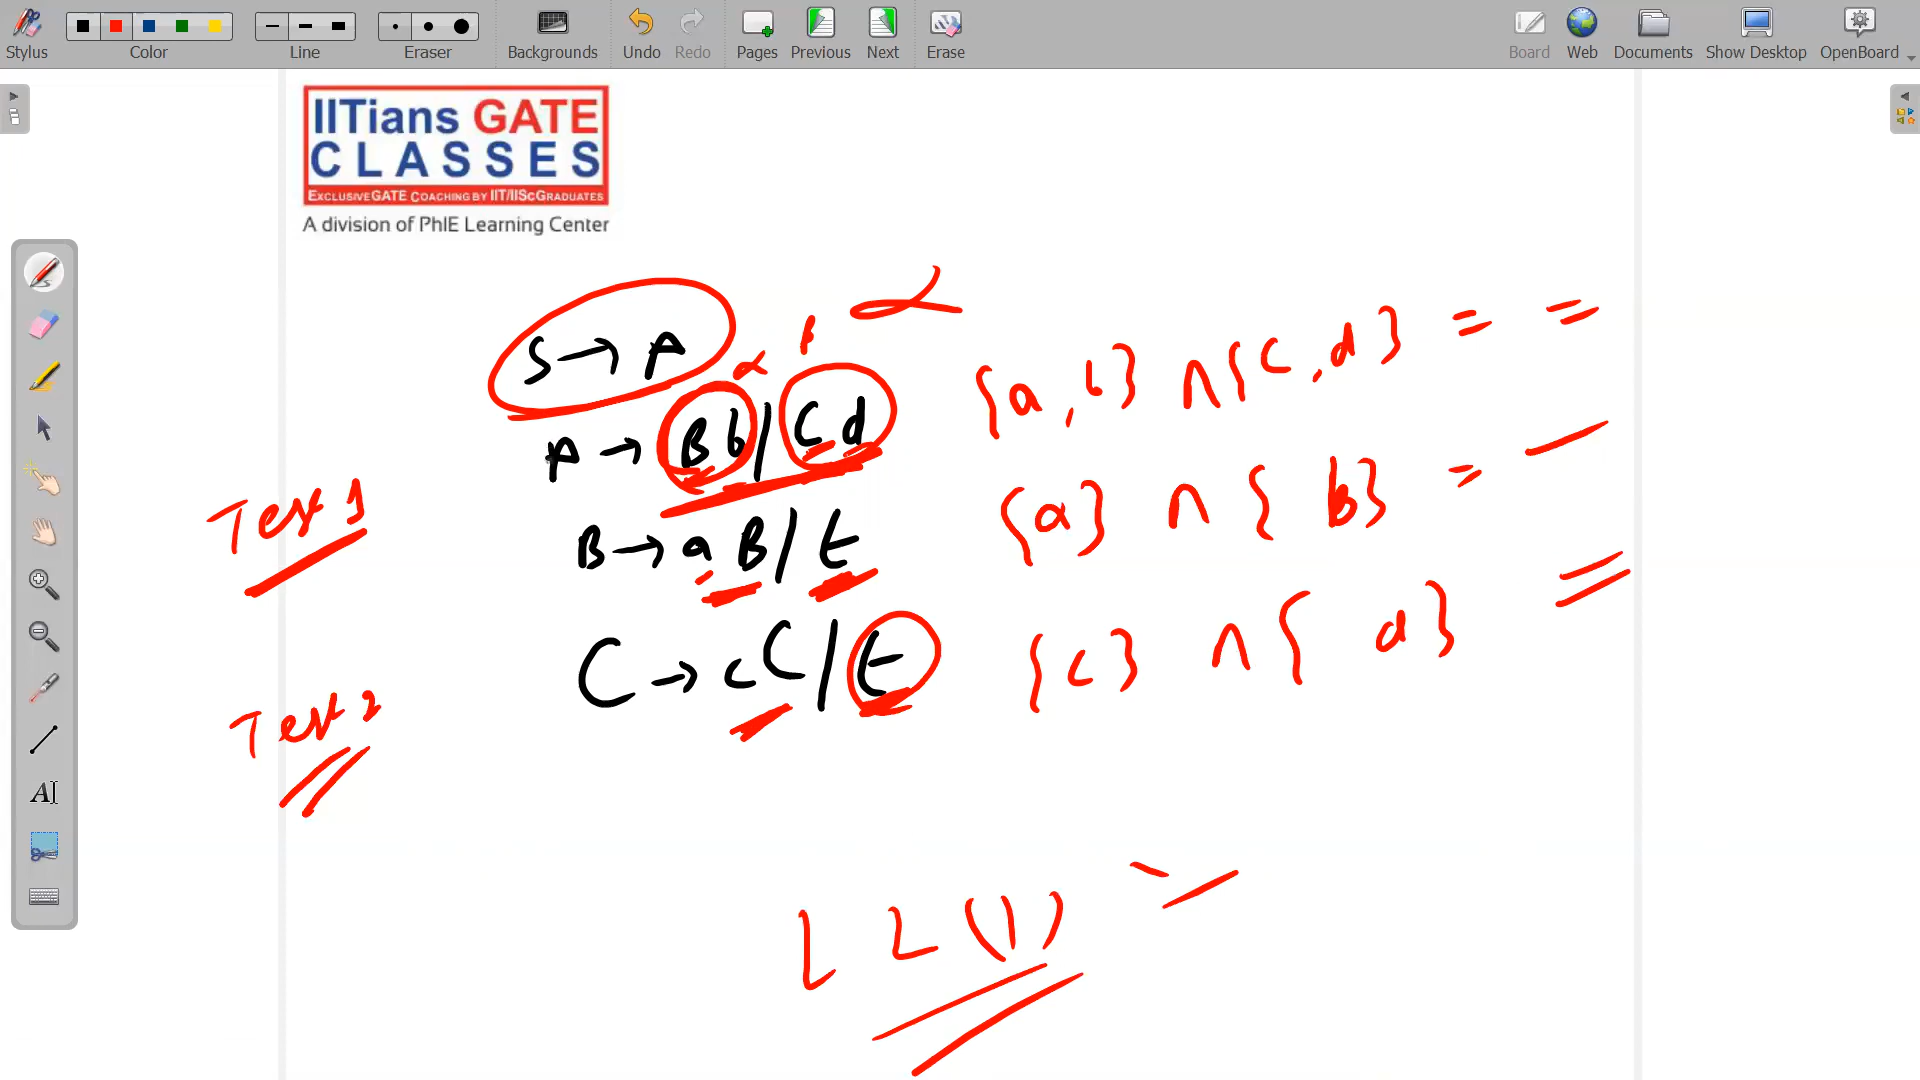 Stylus Color Line Eraser Backgrounds Undo Redo Pages Previous Next Erase Board Web Documents Show Desktop OpenBoard
IITians GATE
CLASSES
EXCLUSIVE GATE COACHING BY IIT/IISc GRADUATES
A division of PhIE Learning Center
S → A
α β
A → Bb / Cd {a, b} ∩ {c, d} = =
Test 1
B → aB / ε {a} ∩ { b} =
C → cC / ε {c} ∩ { d}
Test 2
LL(1)